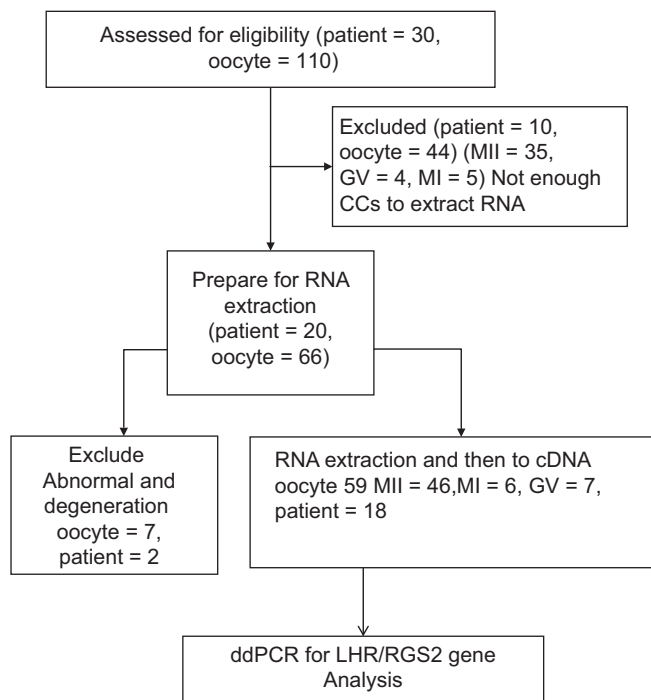 Assessed for eligibility (patient = 30,
oocyte = 110)
Excluded (patient = 10,
oocyte = 44) (MII = 35,
GV = 4, MI = 5) Not enough
CCs to extract RNA
Prepare for RNA
extraction
(patient = 20,
oocyte = 66)
Exclude
Abnormal and
degeneration
oocyte = 7,
patient = 2
RNA extraction and then to cDNA
oocyte 59 MII = 46,MI = 6, GV = 7,
patient = 18
ddPCR for LHR/RGS2 gene
Analysis